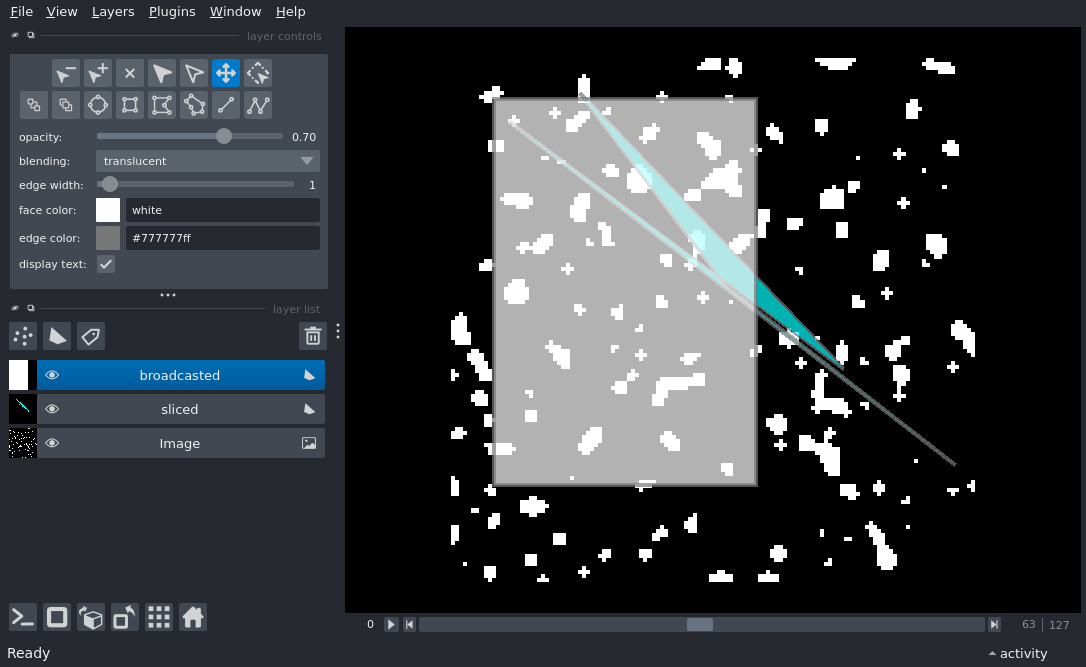 File View Layers Plugins Window Help
layer controls
opacity: 0.70
blending: translucent
edge width: 1
face color: white
edge color: #777777ff
display text:
layer list
broadcasted
sliced
Image
0 63 127
Ready activity